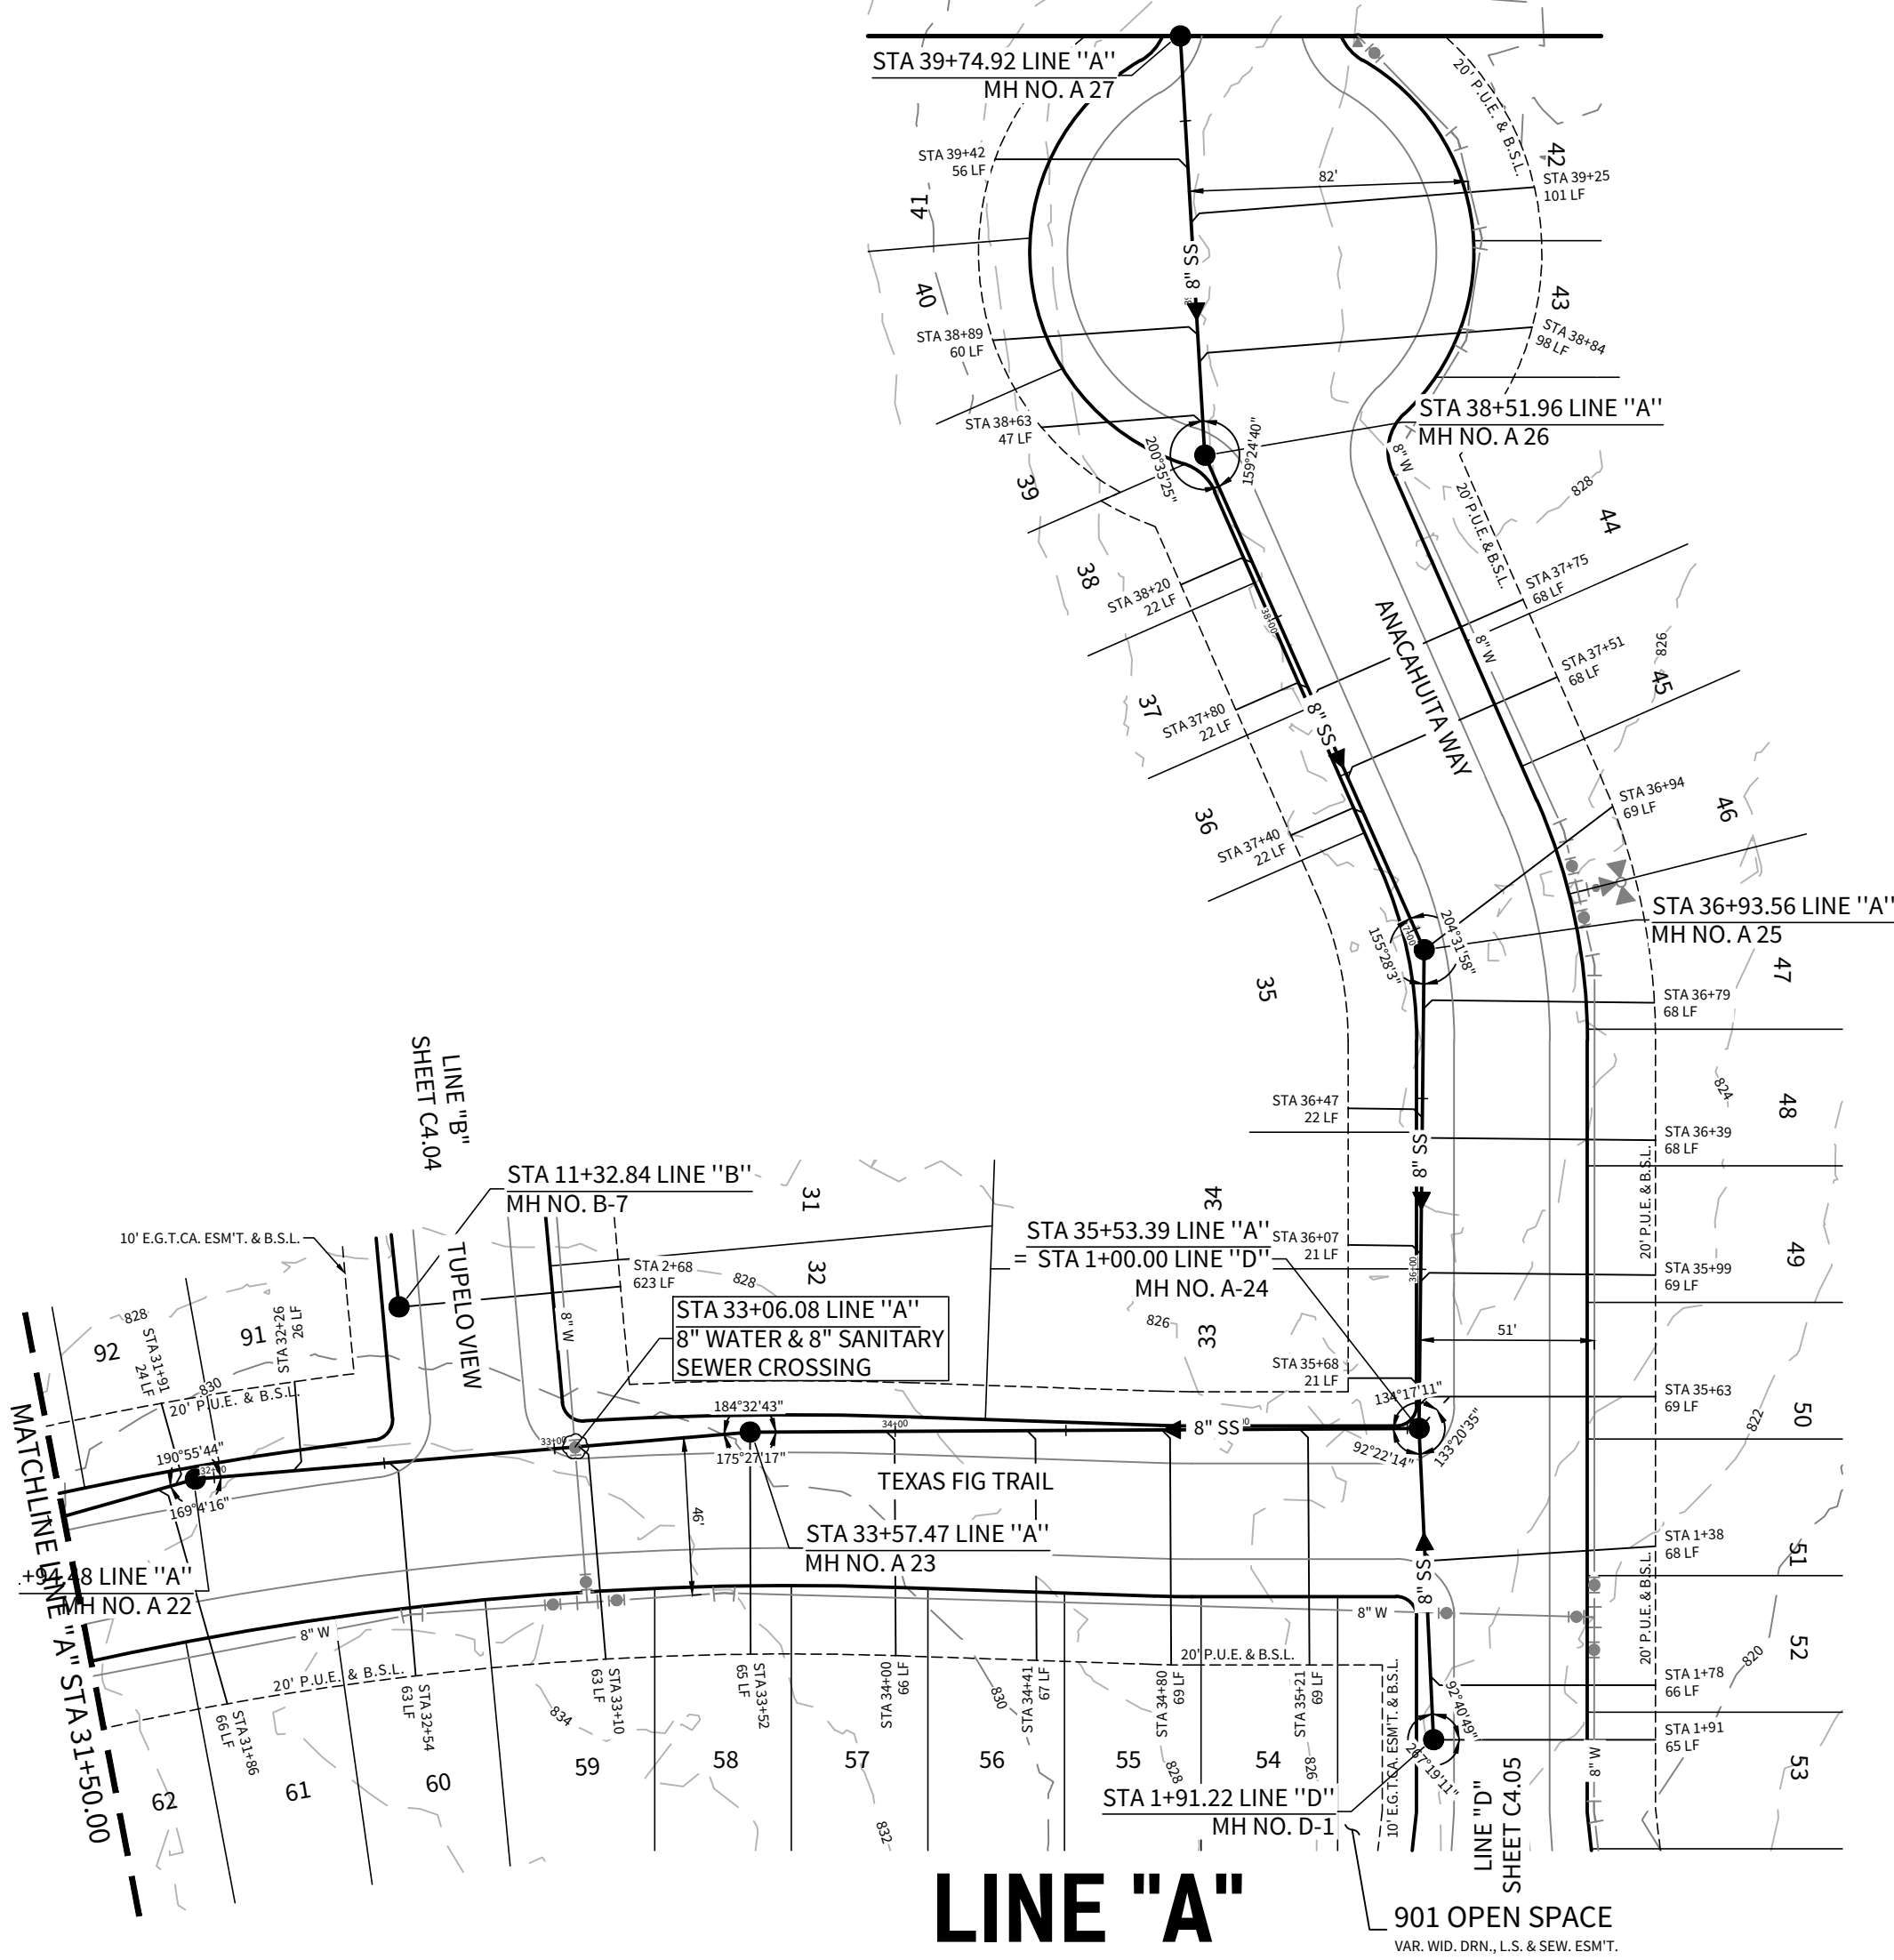 STA 39+74.92 LINE ''A''
MH NO. A 27
20' P.U.E. & B.S.L.
STA 39+42
56 LF
42
STA 39+25
101 LF
82'
41
8" SS
40
43
STA 38+89
60 LF
STA 38+84
98 LF
STA 38+51.96 LINE ''A''
MH NO. A 26
STA 38+63
47 LF
200°35'25"
159°24'40"
8" W
20' P.U.E. & B.S.L.
828
39
44
38
STA 38+20
22 LF
38+00
STA 37+75
68 LF
ANACAHUITA WAY
8" W
STA 37+51
68 LF
826
45
37
STA 37+80
22 LF
8" SS
36
STA 37+40
22 LF
STA 36+94
69 LF
46
STA 36+93.56 LINE ''A''
MH NO. A 25
204°31'58"
155°28'3"
35
47
STA 36+79
68 LF
824
48
STA 36+47
22 LF
8" SS
STA 36+39
68 LF
20' P.U.E. & B.S.L.
LINE "B"
SHEET C4.04
STA 11+32.84 LINE ''B''
MH NO. B-7
31
34
10' E.G.T.CA. ESM'T. & B.S.L.
TUPELO VIEW
STA 35+53.39 LINE ''A''
= STA 1+00.00 LINE ''D''
MH NO. A-24
STA 36+07
21 LF
36+00
49
STA 35+99
69 LF
STA 2+68
623 LF
828
32
STA 33+06.08 LINE ''A''
8" WATER & 8" SANITARY
SEWER CROSSING
8" W
826
33
51'
828
92
STA 31+91
24 LF
91
STA 32+26
26 LF
830
20' P.U.E. & B.S.L.
STA 35+68
21 LF
134°17'11"
STA 35+63
69 LF
822
50
184°32'43"
175°27'17"
34+00
8" SS
92°22'14"
133°20'35"
33+00
190°55'44"
32+00
169°4'16"
TEXAS FIG TRAIL
46'
STA 33+57.47 LINE ''A''
MH NO. A 23
STA 1+38
68 LF
51
8" SS
20' P.U.E. & B.S.L.
.+94.48 LINE ''A''
MH NO. A 22
MATCHLINE LINE "A" STA 31+50.00
8" W
8" W
52
820
20' P.U.E. & B.S.L.
20' P.U.E. & B.S.L.
STA 31+86
66 LF
STA 32+54
63 LF
STA 33+10
63 LF
STA 33+52
65 LF
STA 34+00
66 LF
STA 34+41
67 LF
STA 34+80
69 LF
STA 35+21
69 LF
STA 1+78
66 LF
STA 1+91
65 LF
92°40'49"
267°19'11"
834
830
828
826
832
62
61
60
59
58
57
56
55
54
53
8" W
10' E.G.T.CA. ESM'T. & B.S.L.
STA 1+91.22 LINE ''D''
MH NO. D-1
LINE "D"
SHEET C4.05
LINE "A"
901 OPEN SPACE
VAR. WID. DRN., L.S. & SEW. ESM'T.